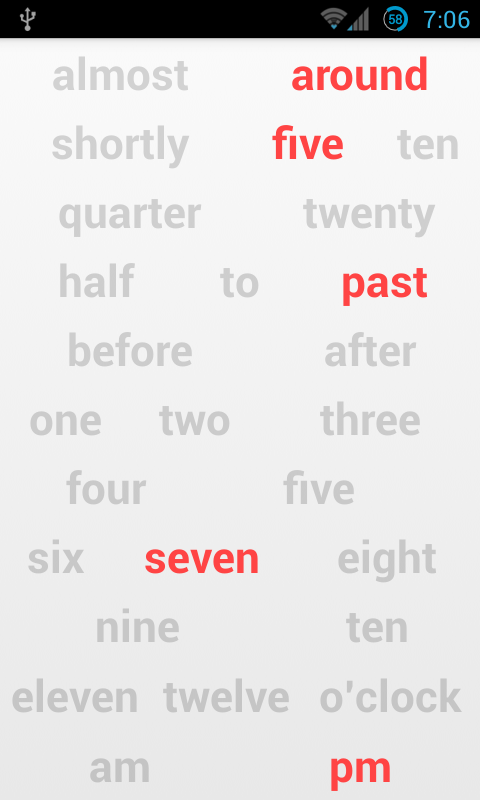 58 7:06
almost around
shortly five ten
quarter twenty
half to past
before after
one two three
four five
six seven eight
nine ten
eleven twelve o'clock
am pm